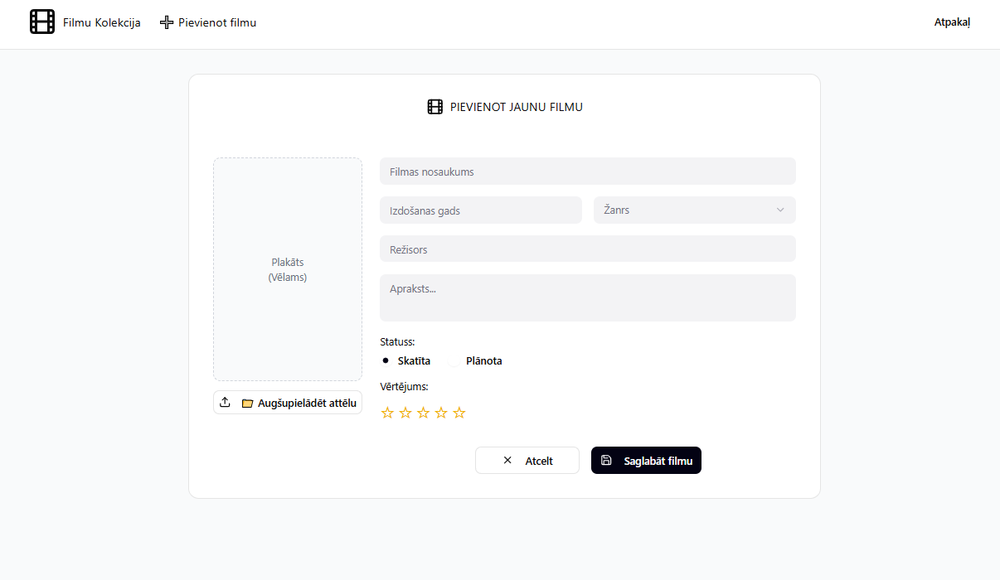 Filmu Kolekcija
Pievienot filmu
Atpakaļ
PIEVIENOT JAUNU FILMU
Plakāts
(Vēlams)
Augšupielādēt attēlu
Filmas nosaukums
Izdošanas gads
Žanrs
Režisors
Apraksts...
Statuss:
Skatīta
Plānota
Vērtējums:
Atcelt
Saglabāt filmu